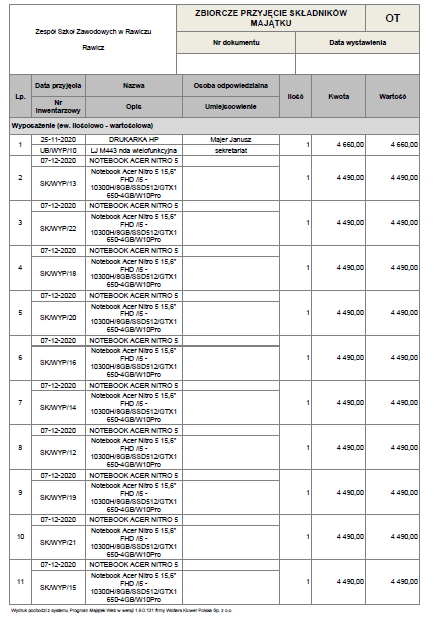 Zespół Szkół Zawodowych w Rawiczu
Rawicz
ZBIORCZE PRZYJĘCIE SKŁADNIKÓW
MAJĄTKU
OT
Nr dokumentu
Data wystawienia
Lp.
Data przyjęcia
Nazwa
Osoba odpowiedzialna
Ilość
Kwota
Wartość
Nr
inwentarzowy
Opis
Umiejscowienie
Wyposażenie (ew. ilościowo - wartościowa)
1
25-11-2020
DRUKARKA HP
Majer Janusz
1
4 660,00
4 660,00
UB/WYP/10
LJ M443 nda wielofunkcyjna
sekretariat
2
07-12-2020
NOTEBOOK ACER NITRO 5
1
4 490,00
4 490,00
SK/WYP/13
Notebook Acer Nitro 5 15,6"
FHD /i5 -
10300H/8GB/SSD512/GTX1
650-4GB/W10Pro
3
07-12-2020
NOTEBOOK ACER NITRO 5
1
4 490,00
4 490,00
SK/WYP/22
Notebook Acer Nitro 5 15,6"
FHD /i5 -
10300H/8GB/SSD512/GTX1
650-4GB/W10Pro
4
07-12-2020
NOTEBOOK ACER NITRO 5
1
4 490,00
4 490,00
SK/WYP/18
Notebook Acer Nitro 5 15,6"
FHD /i5 -
10300H/8GB/SSD512/GTX1
650-4GB/W10Pro
5
07-12-2020
NOTEBOOK ACER NITRO 5
1
4 490,00
4 490,00
SK/WYP/20
Notebook Acer Nitro 5 15,6"
FHD /i5 -
10300H/8GB/SSD512/GTX1
650-4GB/W10Pro
6
07-12-2020
NOTEBOOK ACER NITRO 5
1
4 490,00
4 490,00
SK/WYP/16
Notebook Acer Nitro 5 15,6"
FHD /i5 -
10300H/8GB/SSD512/GTX1
650-4GB/W10Pro
7
07-12-2020
NOTEBOOK ACER NITRO 5
1
4 490,00
4 490,00
SK/WYP/14
Notebook Acer Nitro 5 15,6"
FHD /i5 -
10300H/8GB/SSD512/GTX1
650-4GB/W10Pro
8
07-12-2020
NOTEBOOK ACER NITRO 5
1
4 490,00
4 490,00
SK/WYP/12
Notebook Acer Nitro 5 15,6"
FHD /i5 -
10300H/8GB/SSD512/GTX1
650-4GB/W10Pro
9
07-12-2020
NOTEBOOK ACER NITRO 5
1
4 490,00
4 490,00
SK/WYP/19
Notebook Acer Nitro 5 15,6"
FHD /i5 -
10300H/8GB/SSD512/GTX1
650-4GB/W10Pro
10
07-12-2020
NOTEBOOK ACER NITRO 5
1
4 490,00
4 490,00
SK/WYP/21
Notebook Acer Nitro 5 15,6"
FHD /i5 -
10300H/8GB/SSD512/GTX1
650-4GB/W10Pro
11
07-12-2020
NOTEBOOK ACER NITRO 5
1
4 490,00
4 490,00
SK/WYP/15
Notebook Acer Nitro 5 15,6"
FHD /i5 -
10300H/8GB/SSD512/GTX1
650-4GB/W10Pro
Wydruk pochodzi z systemu Progman Majątek Web w wersji 1.9.0.131 firmy Wolters Kluwer Polska Sp. z o.o.